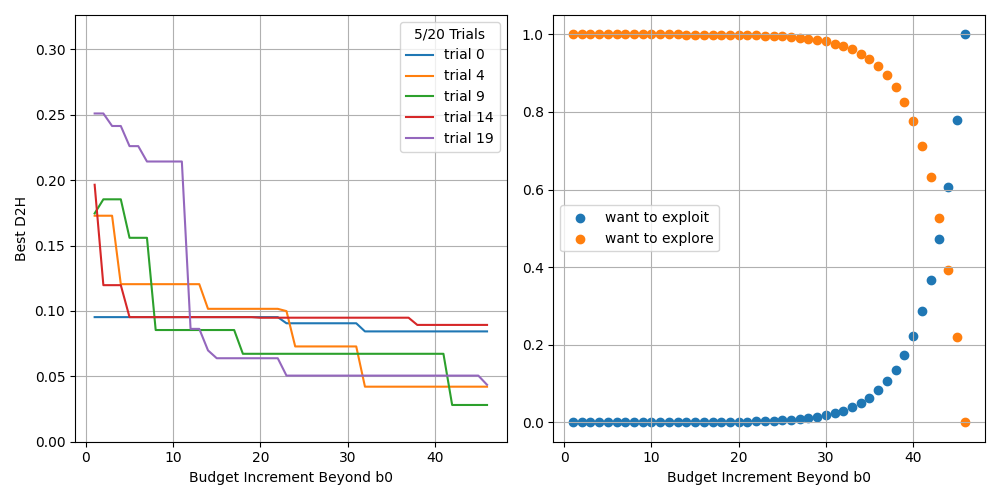 5/20 Trials
trial 0
trial 4
trial 9
trial 14
trial 19
Best D2H
0.30
0.25
0.20
0.15
0.10
0.05
0.00
0
10
20
30
40
Budget Increment Beyond b0
1.0
0.8
0.6
0.4
0.2
0.0
want to exploit
want to explore
0
10
20
30
40
Budget Increment Beyond b0